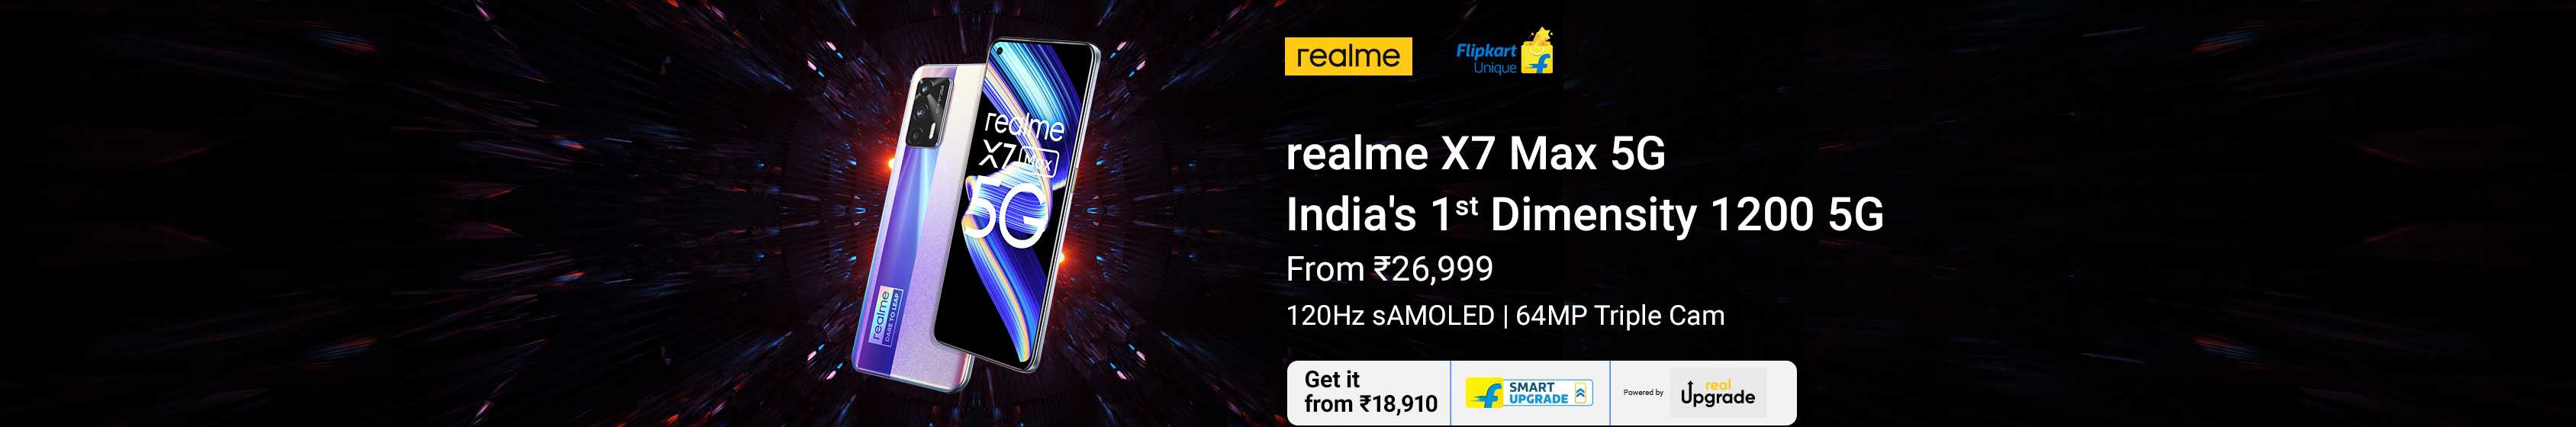 realme
X7 Max
5G
realme
DARE TO LEAP
realme
Flipkart
Unique
realme X7 Max 5G
India's 1st Dimensity 1200 5G
From ₹26,999
120Hz sAMOLED | 64MP Triple Cam
Get it
from ₹18,910
SMART
UPGRADE
Powered by
real
Upgrade